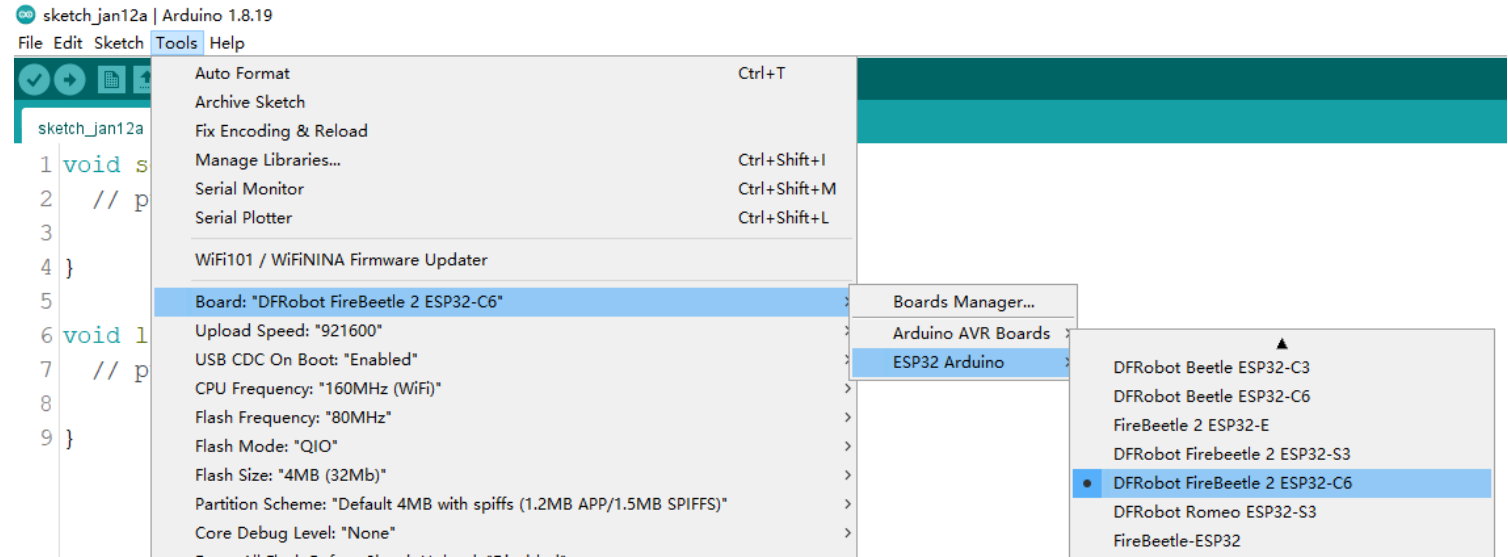 sketch_jan12a | Arduino 1.8.19
File Edit Sketch Tools Help
sketch_jan12a
1 void s
2 // p
3
4 }
5
6 void l
7 // p
8
9 }
Auto Format Ctrl+T
Archive Sketch
Fix Encoding & Reload
Manage Libraries... Ctrl+Shift+I
Serial Monitor Ctrl+Shift+M
Serial Plotter Ctrl+Shift+L
WiFi101 / WiFiNINA Firmware Updater
Board: "DFRobot FireBeetle 2 ESP32-C6"
Upload Speed: "921600"
USB CDC On Boot: "Enabled"
CPU Frequency: "160MHz (WiFi)"
Flash Frequency: "80MHz"
Flash Mode: "QIO"
Flash Size: "4MB (32Mb)"
Partition Scheme: "Default 4MB with spiffs (1.2MB APP/1.5MB SPIFFS)"
Core Debug Level: "None"
Boards Manager...
Arduino AVR Boards
ESP32 Arduino
DFRobot Beetle ESP32-C3
DFRobot Beetle ESP32-C6
FireBeetle 2 ESP32-E
DFRobot Firebeetle 2 ESP32-S3
DFRobot FireBeetle 2 ESP32-C6
DFRobot Romeo ESP32-S3
FireBeetle-ESP32